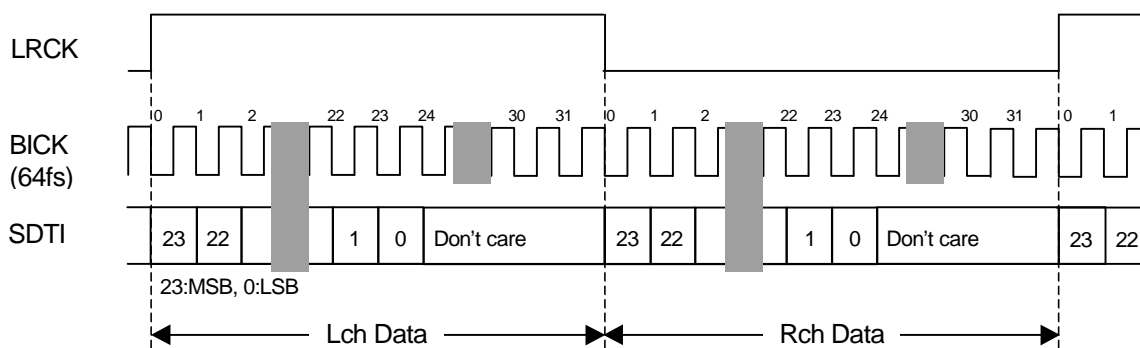 LRCK
0 1 2 22 23 24 30 31 0 1 2 22 23 24 30 31 0 1
BICK
(64fs)
SDTI 23 22 1 0 Don't care 23 22 1 0 Don't care 23 22
23:MSB, 0:LSB
Lch Data Rch Data